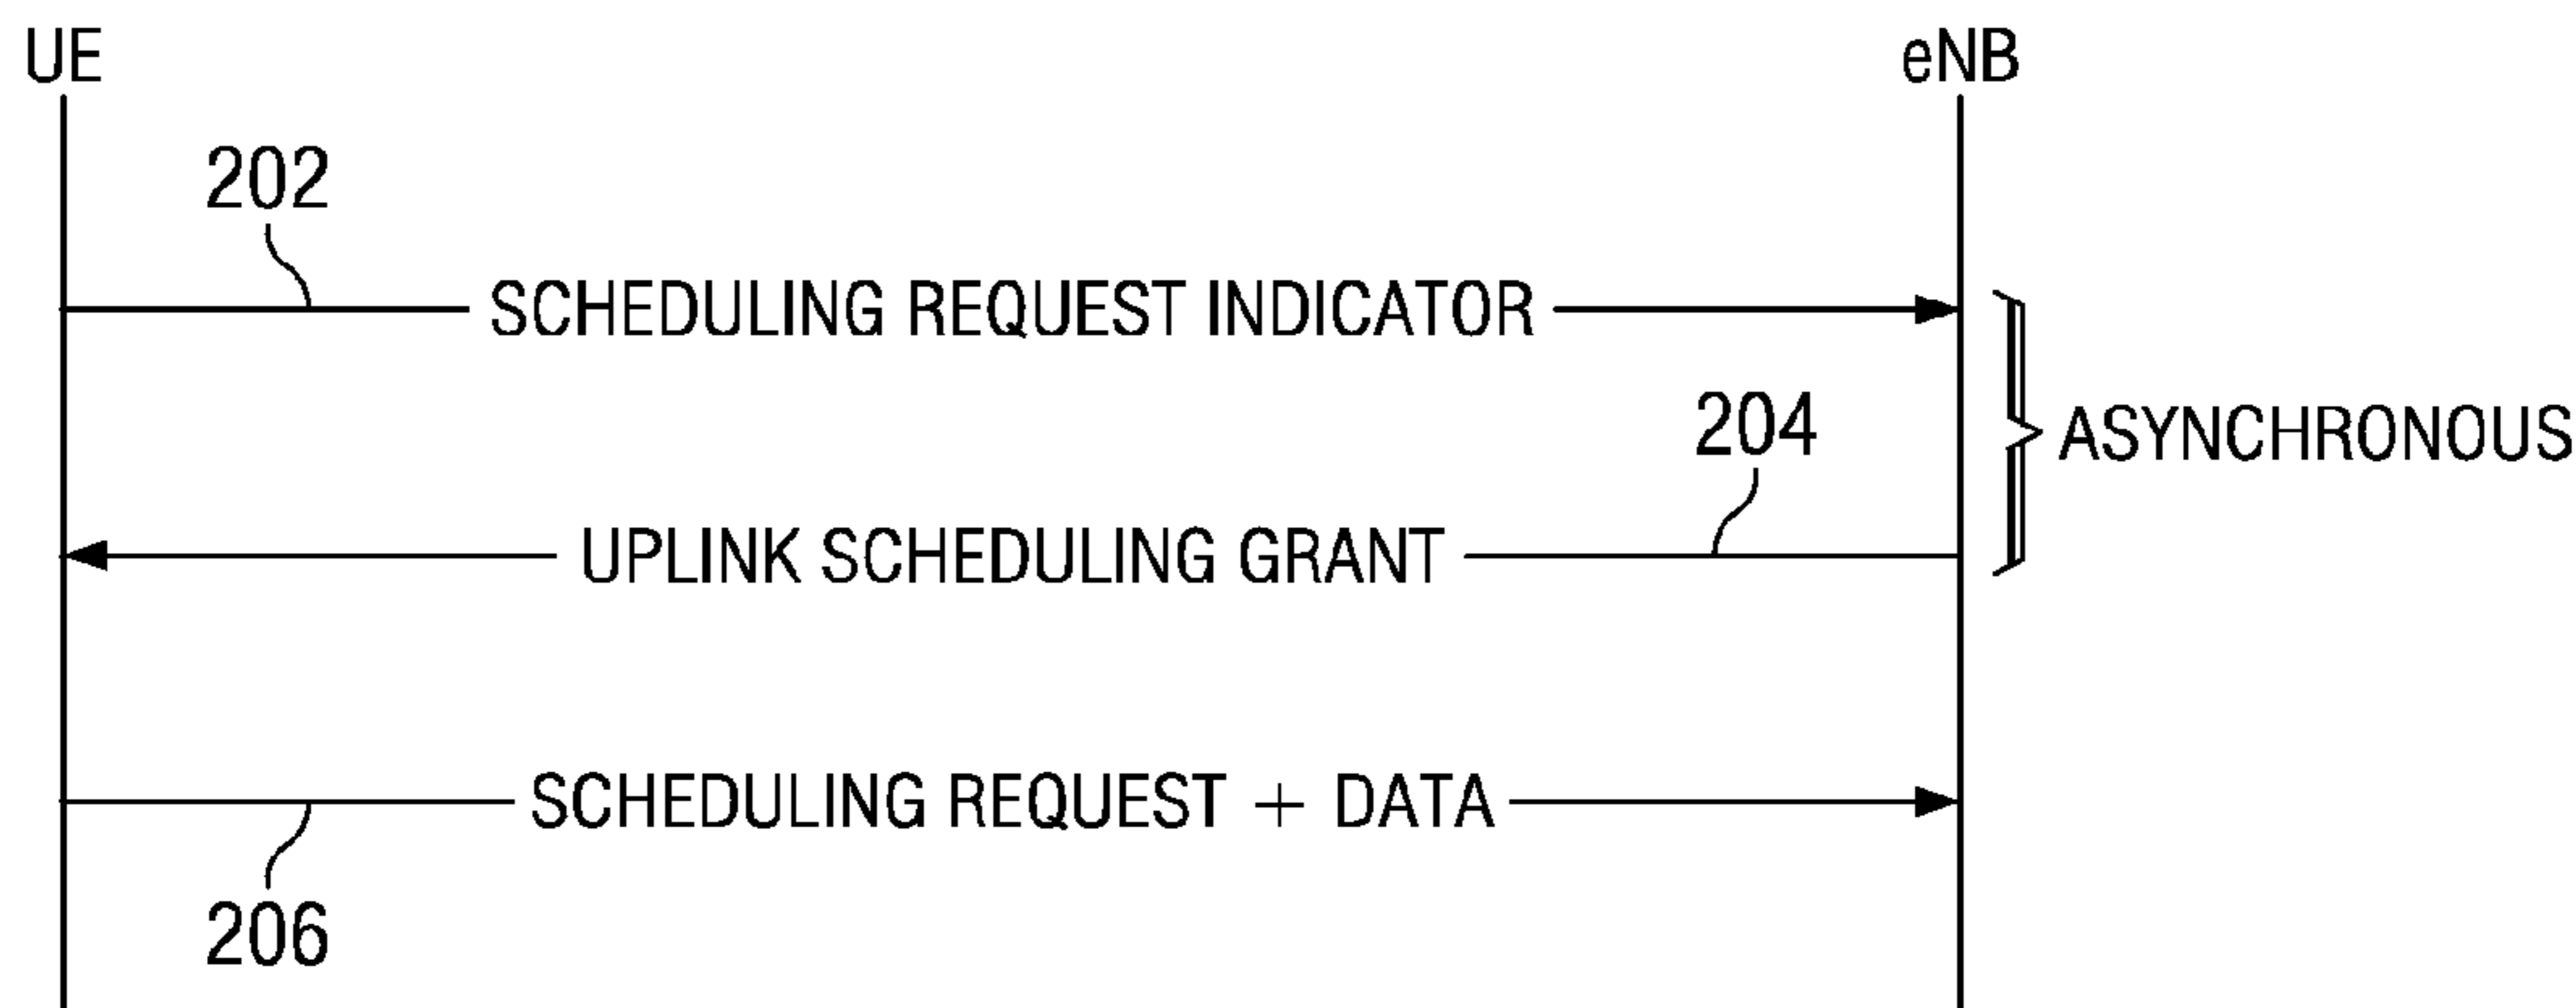 UE
eNB
202
SCHEDULING REQUEST INDICATOR
204
ASYNCHRONOUS
UPLINK SCHEDULING GRANT
SCHEDULING REQUEST + DATA
206